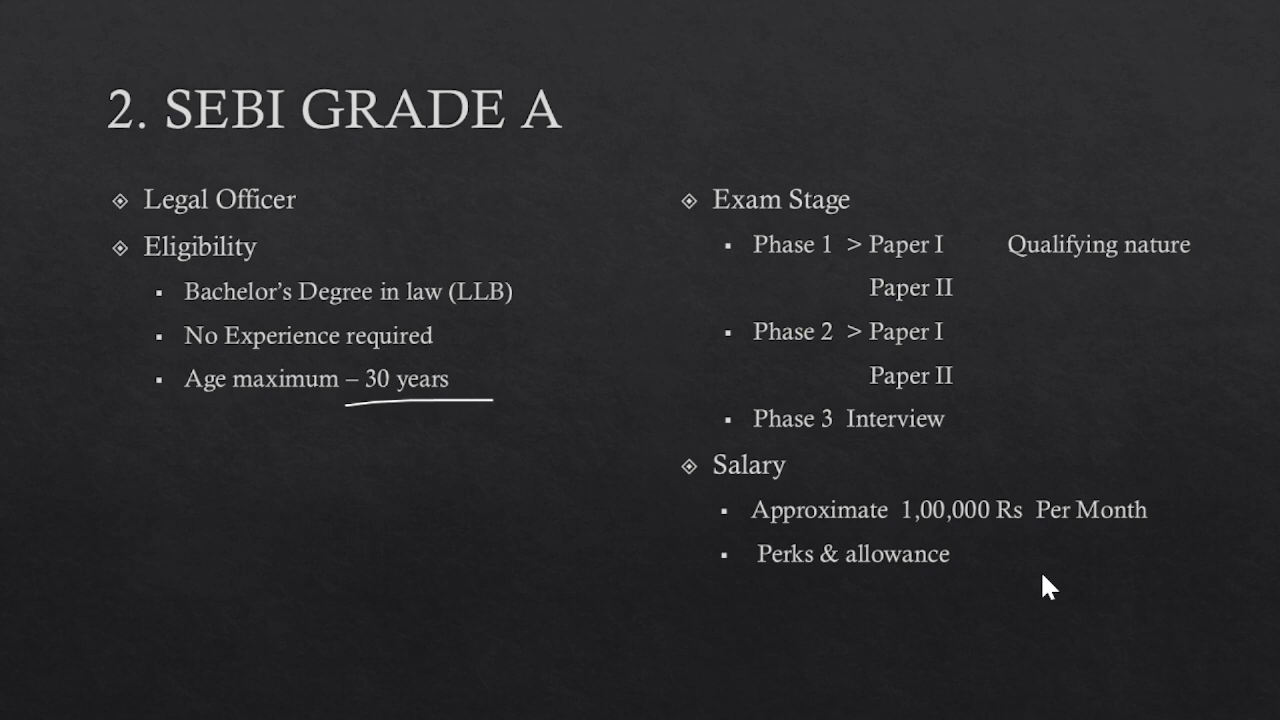 2. SEBI GRADE A
Legal Officer
Eligibility
Bachelor's Degree in law (LLB)
No Experience required
Age maximum – 30 years
Exam Stage
Phase 1 > Paper I Qualifying nature
Paper II
Phase 2 > Paper I
Paper II
Phase 3 Interview
Salary
Approximate 1,00,000 Rs Per Month
Perks & allowance